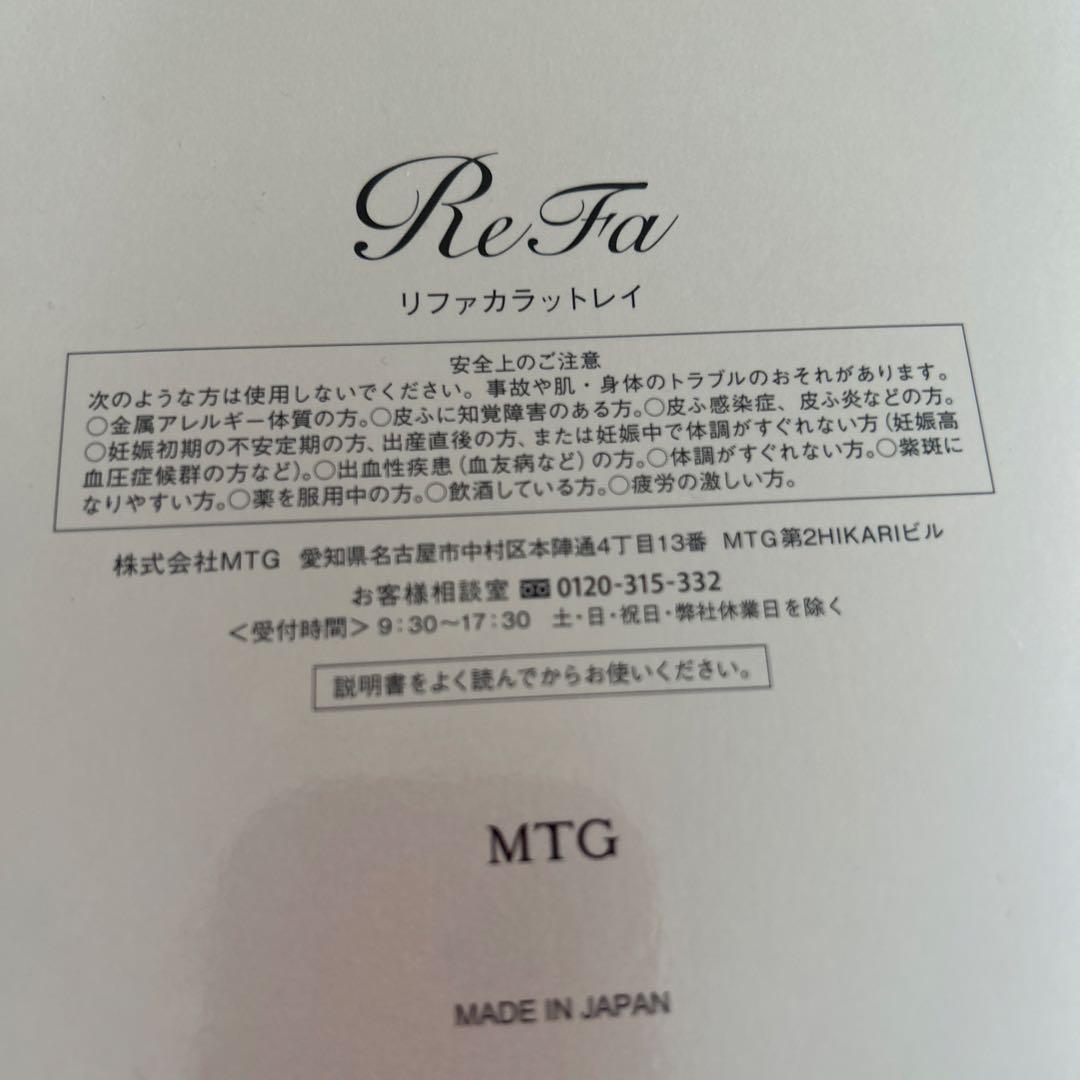 ReFa
リファカラットレイ
安全上のご注意
次のような方は使用しないでください。事故や肌・身体のトラブルのおそれがあります。
○金属アレルギー体質の方。○皮ふに知覚障害のある方。○皮ふ感染症、皮ふ炎などの方。
○妊娠初期の不安定期の方、出産直後の方、または妊娠中で体調がすぐれない方(妊娠高
血圧症候群の方など)。○出血性疾患(血友病など)の方。○体調がすぐれない方。○紫斑に
なりやすい方。○薬を服用中の方。○飲酒している方。○疲労の激しい方。
株式会社MTG 愛知県名古屋市中村区本陣通4丁目13番 MTG第2HIKARIビル
お客様相談室 0120-315-332
<受付時間> 9:30〜17:30 土・日・祝日・弊社休業日を除く
説明書をよく読んでからお使いください。
MTG
MADE IN JAPAN